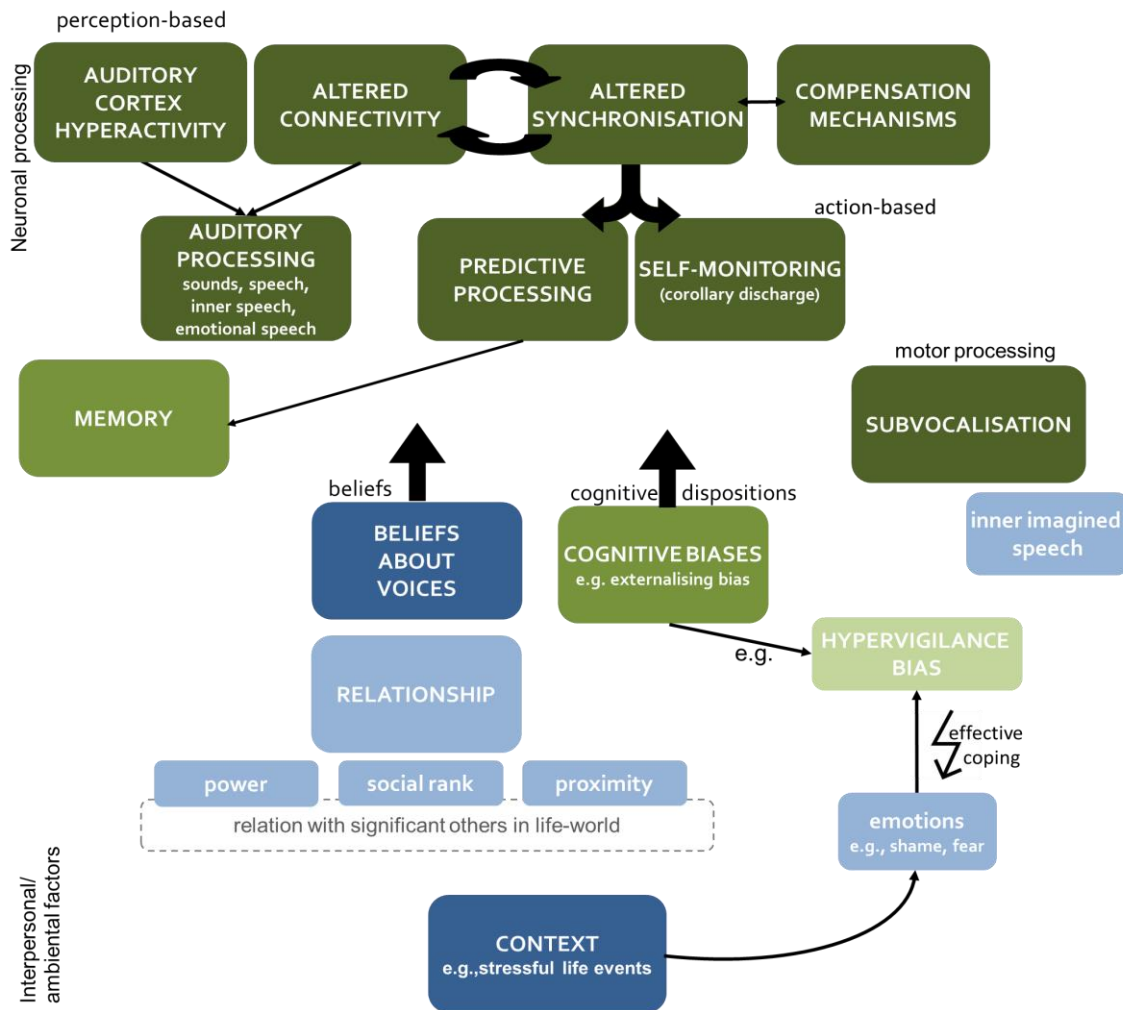 perception-based
Neuronal processing
AUDITORY
CORTEX
HYPERACTIVITY
ALTERED
CONNECTIVITY
ALTERED
SYNCHRONISATION
COMPENSATION
MECHANISMS
action-based
AUDITORY
PROCESSING
sounds, speech,
inner speech,
emotional speech
PREDICTIVE
PROCESSING
SELF-MONITORING
(corollary discharge)
motor processing
MEMORY
SUBVOCALISATION
beliefs
cognitive dispositions
BELIEFS
ABOUT
VOICES
COGNITIVE BIASES
e.g. externalising bias
inner imagined
speech
e.g.
HYPERVIGILANCE
BIAS
RELATIONSHIP
effective
coping
power
social rank
proximity
relation with significant others in life-world
emotions
e.g., shame, fear
Interpersonal/
ambiental factors
CONTEXT
e.g.,stressful life events